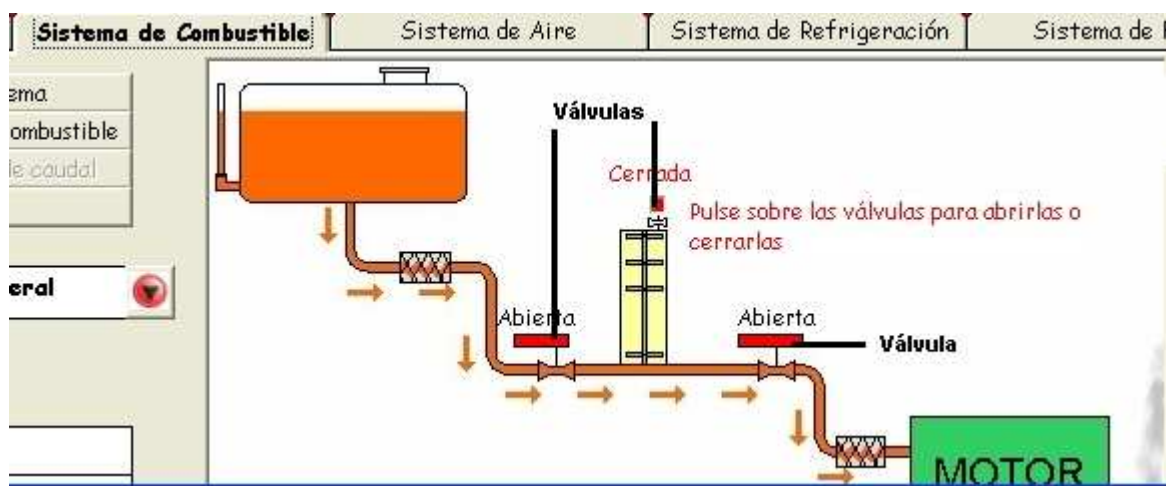 Sistema de Combustible
Sistema de Aire
Sistema de Refrigeración
Sistema de
ema
ombustible
de caudal
eral
Válvulas
Cerrada
Pulse sobre las válvulas para abrirlas o
cerrarlas
Abierta
Abierta
Válvula
MOTOR